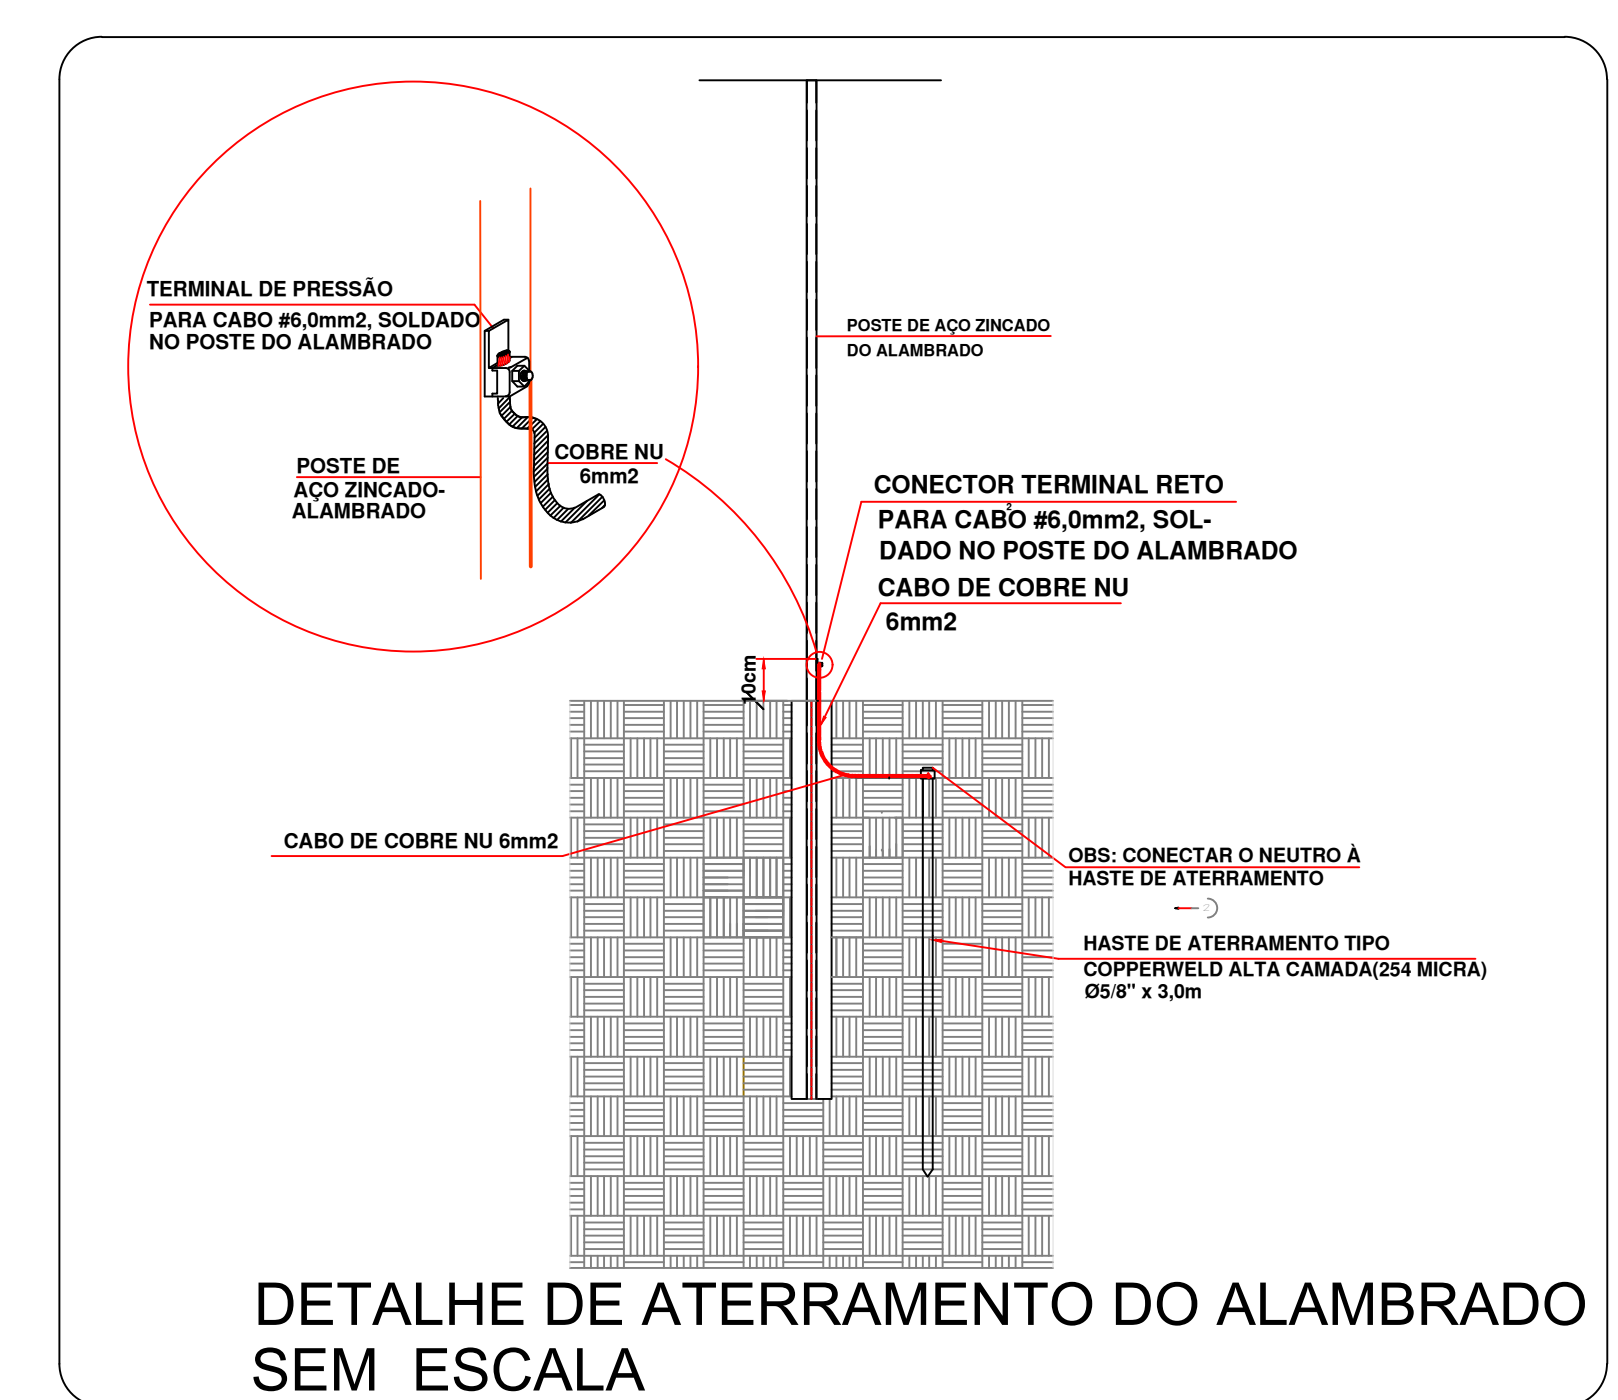 TERMINAL DE PRESSÃO
PARA CABO #6,0mm2, SOLDADO
NO POSTE DO ALAMBRADO
POSTE DE
AÇO ZINCADO-
ALAMBRADO
COBRE NU
6mm2
POSTE DE AÇO ZINCADO
DO ALAMBRADO
CONECTOR TERMINAL RETO
2
PARA CABO #6,0mm2, SOL-
DADO NO POSTE DO ALAMBRADO
CABO DE COBRE NU
6mm2
10cm
CABO DE COBRE NU 6mm2
OBS: CONECTAR O NEUTRO À
HASTE DE ATERRAMENTO
2
HASTE DE ATERRAMENTO TIPO
COPPERWELD ALTA CAMADA(254 MICRA)
Ø5/8" x 3,0m
DETALHE DE ATERRAMENTO DO ALAMBRADO
SEM ESCALA